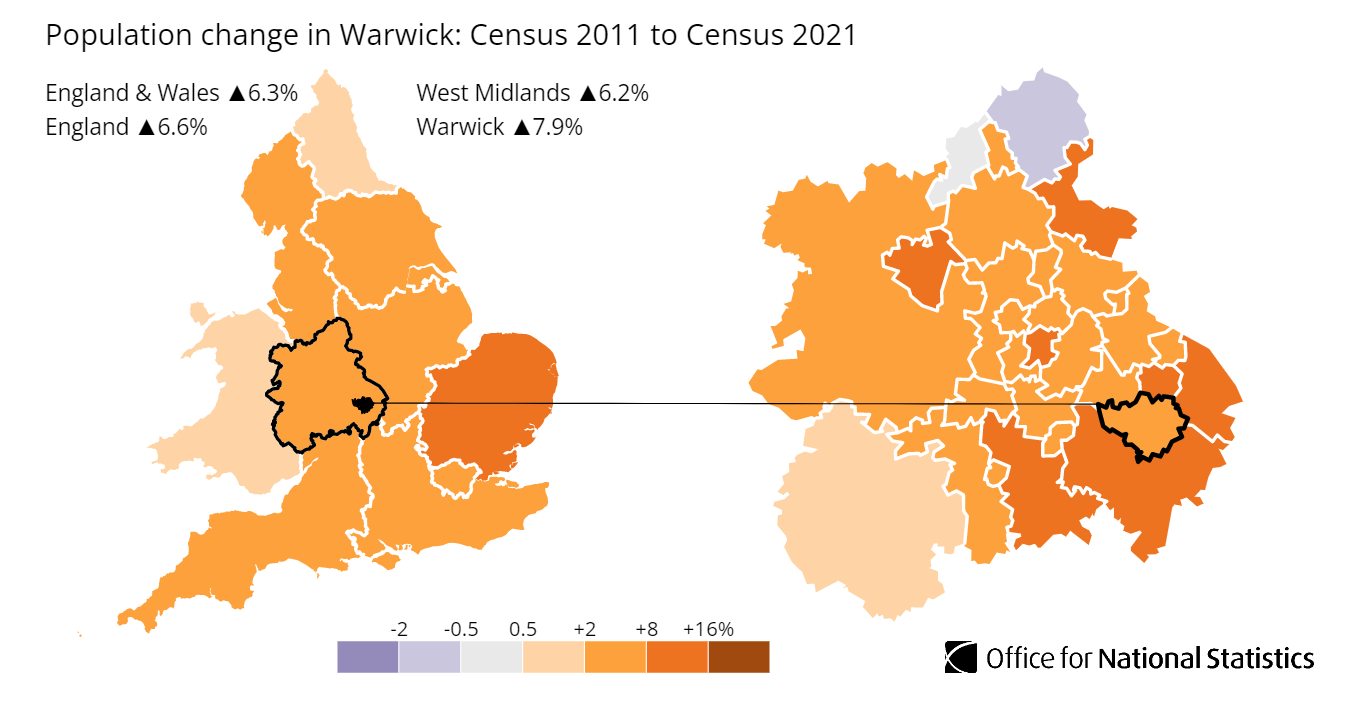 Population change in Warwick: Census 2011 to Census 2021
England & Wales ▲6.3%
West Midlands ▲6.2%
England ▲6.6%
Warwick ▲7.9%
-2 -0.5 0.5 +2 +8 +16%
Office for National Statistics